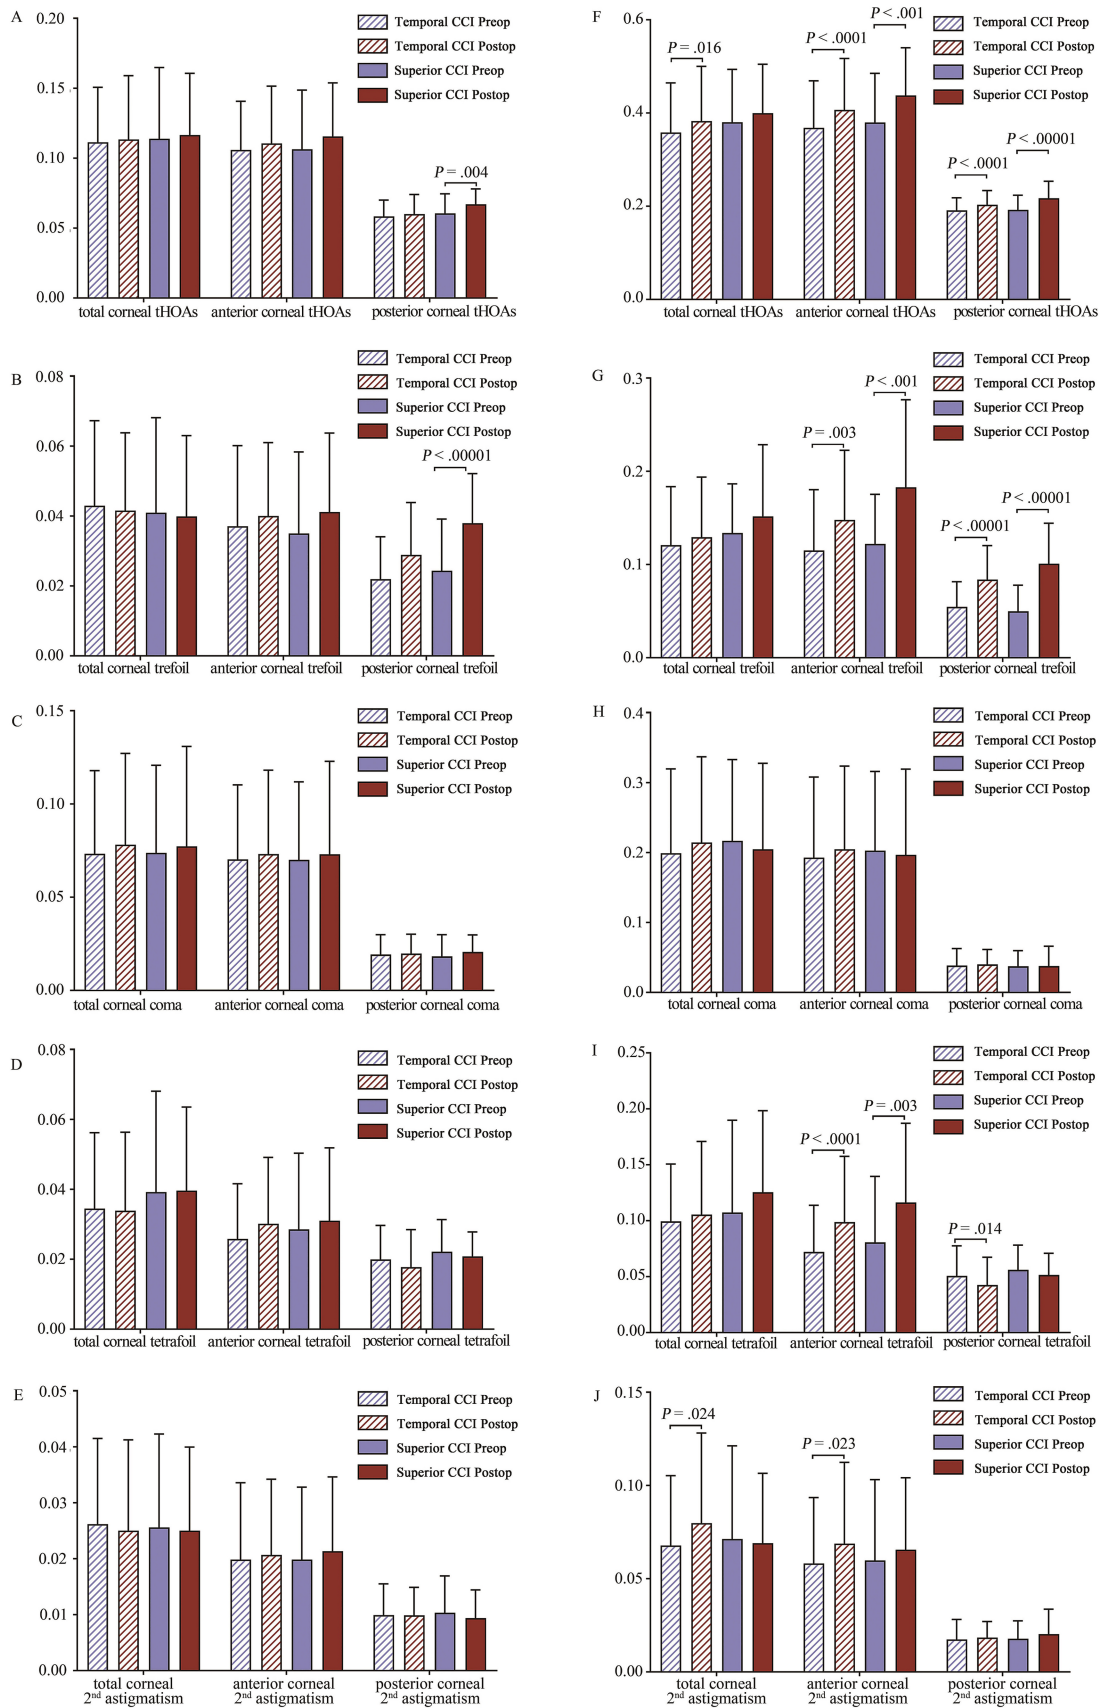 A
0.20
0.15
0.10
0.05
0.00
Temporal CCI Preop
Temporal CCI Postop
Superior CCI Preop
Superior CCI Postop
P = .004
total corneal tHOAs
anterior corneal tHOAs
posterior corneal tHOAs
F
0.6
0.4
0.2
0.0
Temporal CCI Preop
Temporal CCI Postop
Superior CCI Preop
Superior CCI Postop
P = .016
P < .0001
P < .001
P < .0001
P < .00001
total corneal tHOAs
anterior corneal tHOAs
posterior corneal tHOAs
B
0.08
0.06
0.04
0.02
0.00
Temporal CCI Preop
Temporal CCI Postop
Superior CCI Preop
Superior CCI Postop
P < .00001
total corneal trefoil
anterior corneal trefoil
posterior corneal trefoil
G
0.3
0.2
0.1
0.0
Temporal CCI Preop
Temporal CCI Postop
Superior CCI Preop
Superior CCI Postop
P = .003
P < .001
P < .00001
P < .00001
total corneal trefoil
anterior corneal trefoil
posterior corneal trefoil
C
0.15
0.10
0.05
0.00
Temporal CCI Preop
Temporal CCI Postop
Superior CCI Preop
Superior CCI Postop
total corneal coma
anterior corneal coma
posterior corneal coma
H
0.4
0.3
0.2
0.1
0.0
Temporal CCI Preop
Temporal CCI Postop
Superior CCI Preop
Superior CCI Postop
total corneal coma
anterior corneal coma
posterior corneal coma
D
0.08
0.06
0.04
0.02
0.00
Temporal CCI Preop
Temporal CCI Postop
Superior CCI Preop
Superior CCI Postop
total corneal tetrafoil
anterior corneal tetrafoil
posterior corneal tetrafoil
I
0.25
0.20
0.15
0.10
0.05
0.00
Temporal CCI Preop
Temporal CCI Postop
Superior CCI Preop
Superior CCI Postop
P < .0001
P = .003
P = .014
total corneal tetrafoil
anterior corneal tetrafoil
posterior corneal tetrafoil
E
0.05
0.04
0.03
0.02
0.01
0.00
Temporal CCI Preop
Temporal CCI Postop
Superior CCI Preop
Superior CCI Postop
total corneal
2nd astigmatism
anterior corneal
2nd astigmatism
posterior corneal
2nd astigmatism
J
0.15
0.10
0.05
0.00
Temporal CCI Preop
Temporal CCI Postop
Superior CCI Preop
Superior CCI Postop
P = .024
P = .023
total corneal
2nd astigmatism
anterior corneal
2nd astigmatism
posterior corneal
2nd astigmatism